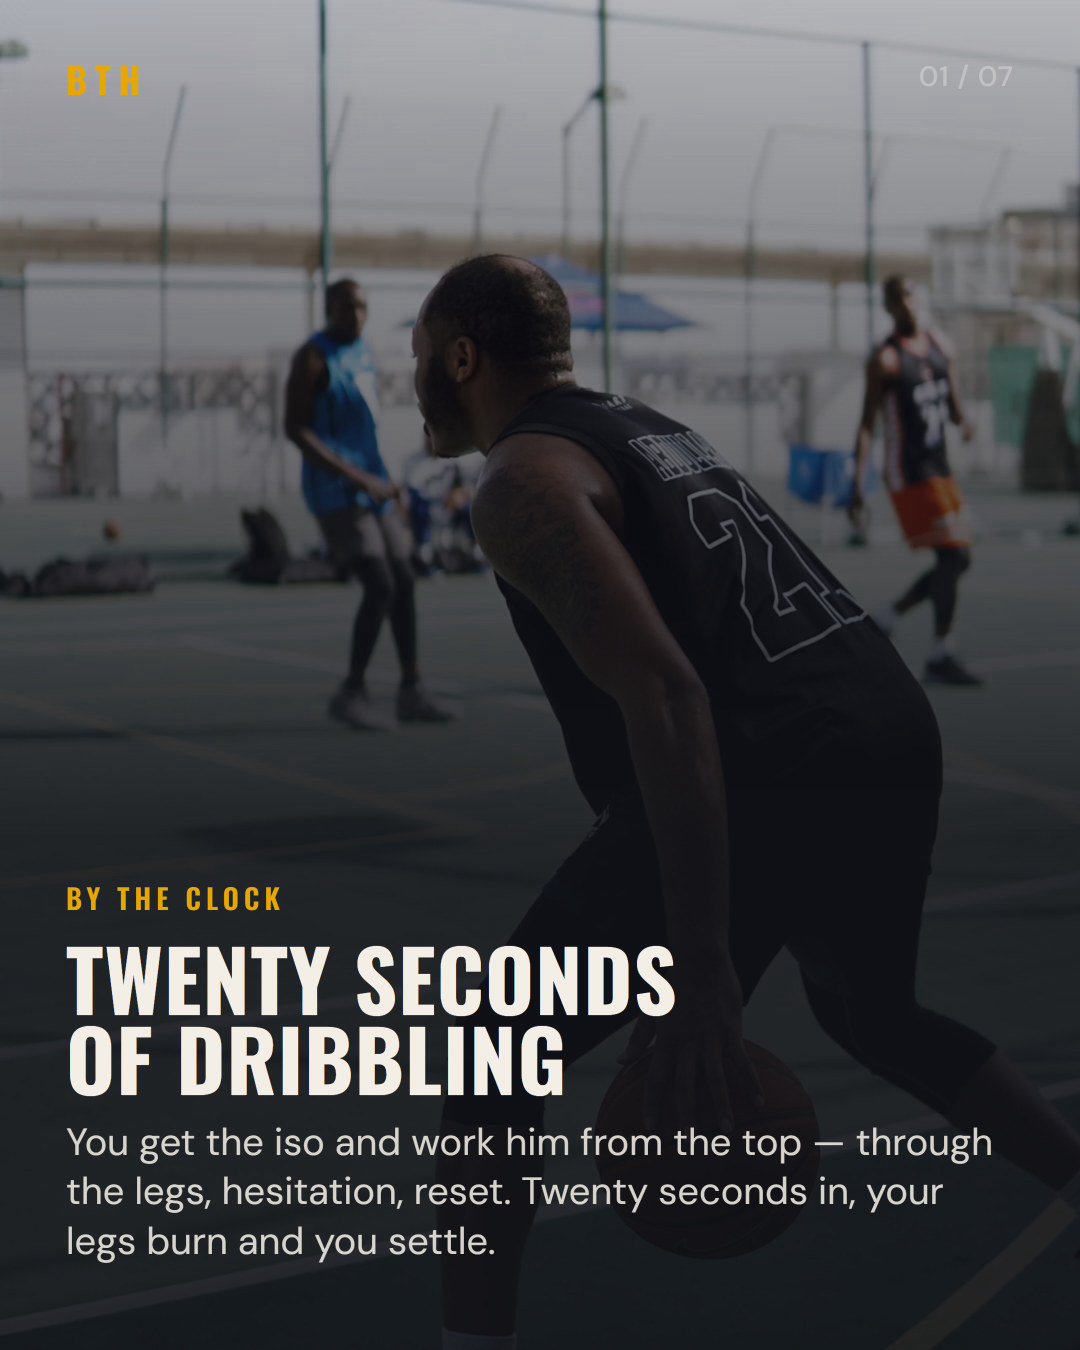 BTH
01 / 07
21
BY THE CLOCK
TWENTY SECONDS
OF DRIBBLING
You get the iso and work him from the top — through
the legs, hesitation, reset. Twenty seconds in, your
legs burn and you settle.